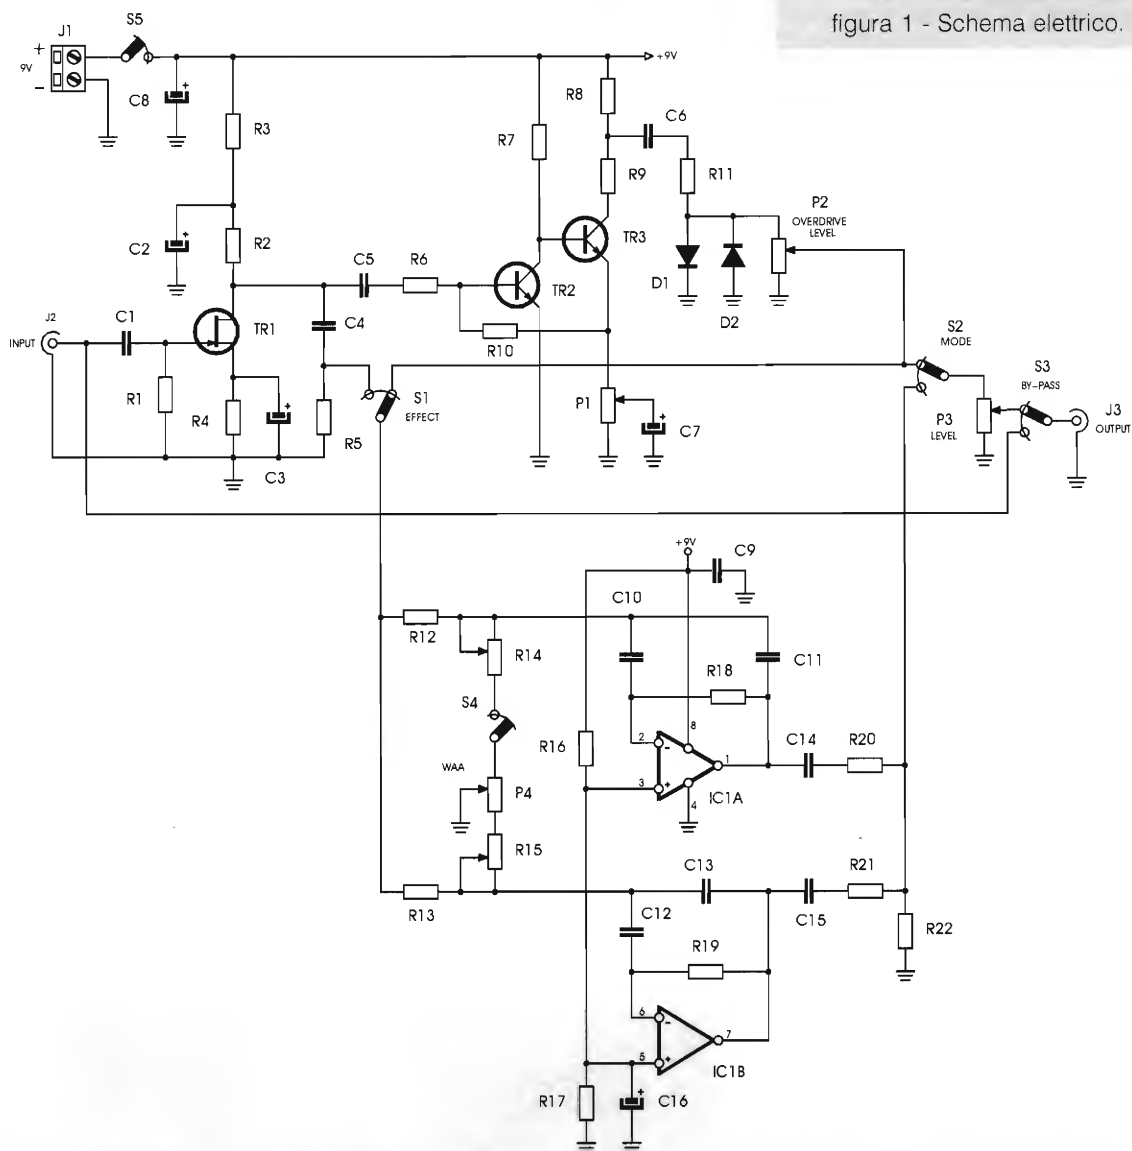 figura 1 - Schema elettrico.
S5
J1
+
9V
-
+9V
C8
R3
R7
R8
C6
R9
R11
P2
OVERDRIVE
LEVEL
C2
R2
TR3
C5
R6
TR2
D1
D2
J2
INPUT
C1
TR1
C4
R10
S2
MODE
S3
BY-PASS
R1
R4
C3
R5
S1
EFFECT
P1
C7
P3
LEVEL
J3
OUTPUT
+9V
C9
C10
R12
R14
R18
C11
S4
R16
2
-
8
1
C14
R20
WAA
P4
3
+
4
IC1A
R15
C13
R21
R13
C12
C15
R22
R19
6
-
7
5
+
IC1B
R17
+
C16